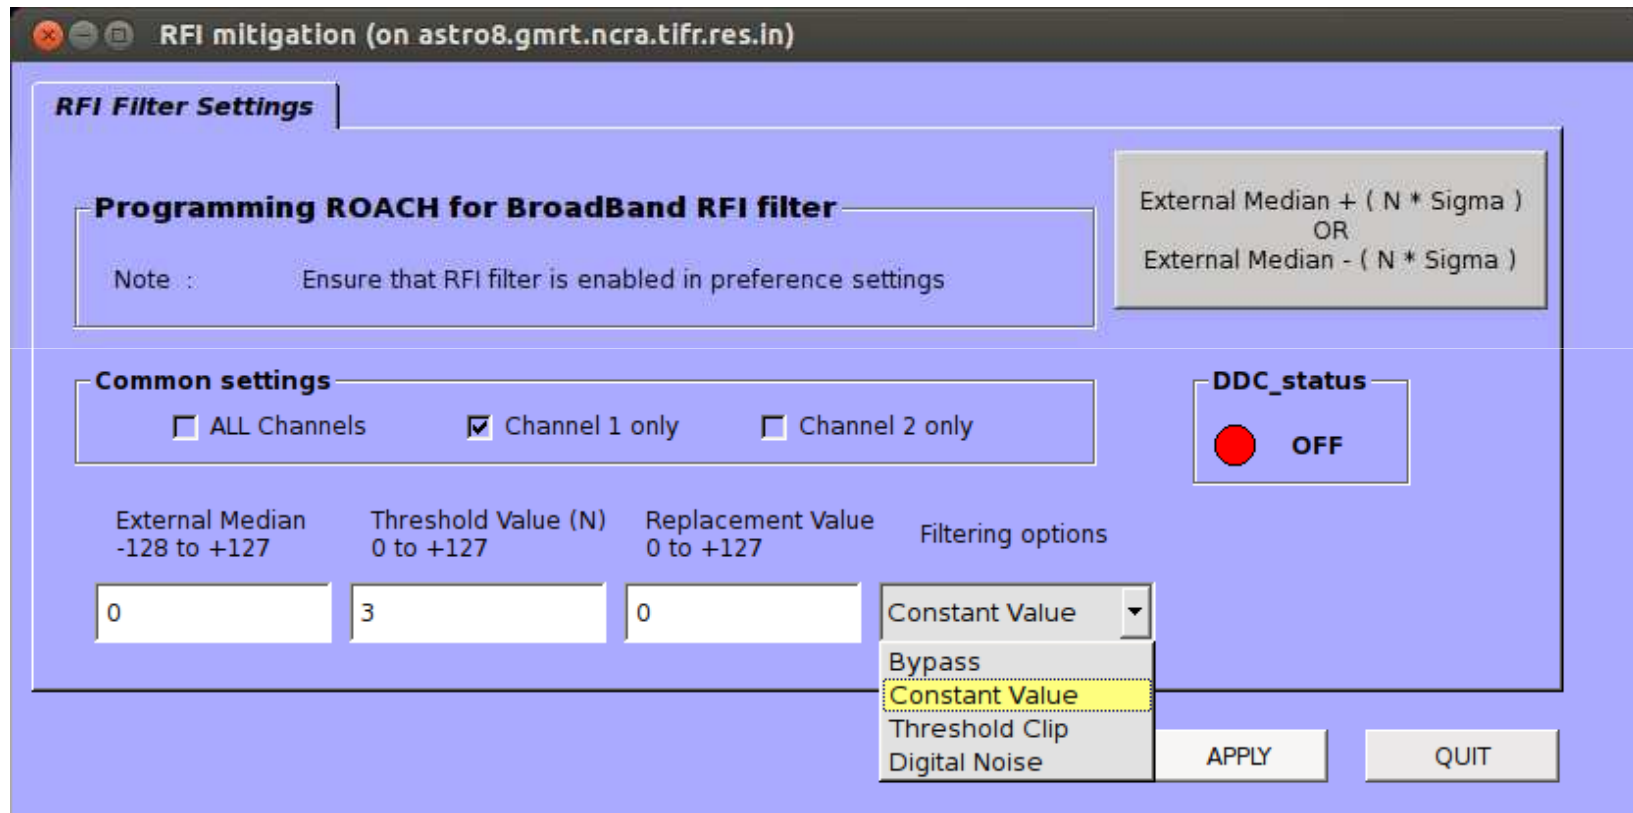 RFI mitigation (on astro8.gmrt.ncra.tifr.res.in)
RFI Filter Settings
Programming ROACH for BroadBand RFI filter
Note : Ensure that RFI filter is enabled in preference settings
External Median + ( N * Sigma )
OR
External Median - ( N * Sigma )
Common settings
ALL Channels Channel 1 only Channel 2 only
DDC_status
OFF
External Median
-128 to +127
Threshold Value (N)
0 to +127
Replacement Value
0 to +127
Filtering options
0
3
0
Constant Value
Bypass
Constant Value
Threshold Clip
Digital Noise
APPLY
QUIT